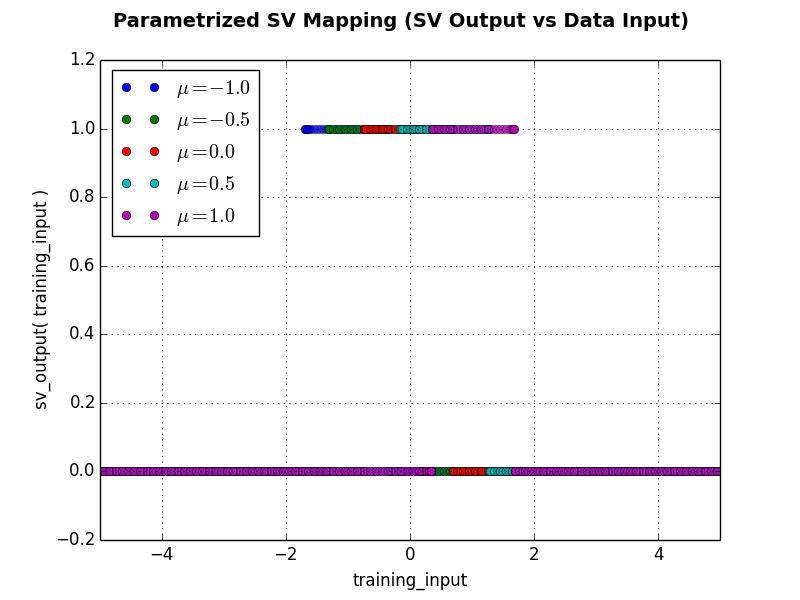 Parametrized SV Mapping (SV Output vs Data Input)
1.2
1.0
0.8
0.6
0.4
0.2
0.0
−0.2
sv_output( training_input )
μ=−1.0
μ=−0.5
μ=0.0
μ=0.5
μ=1.0
−4
−2
0
2
4
training_input